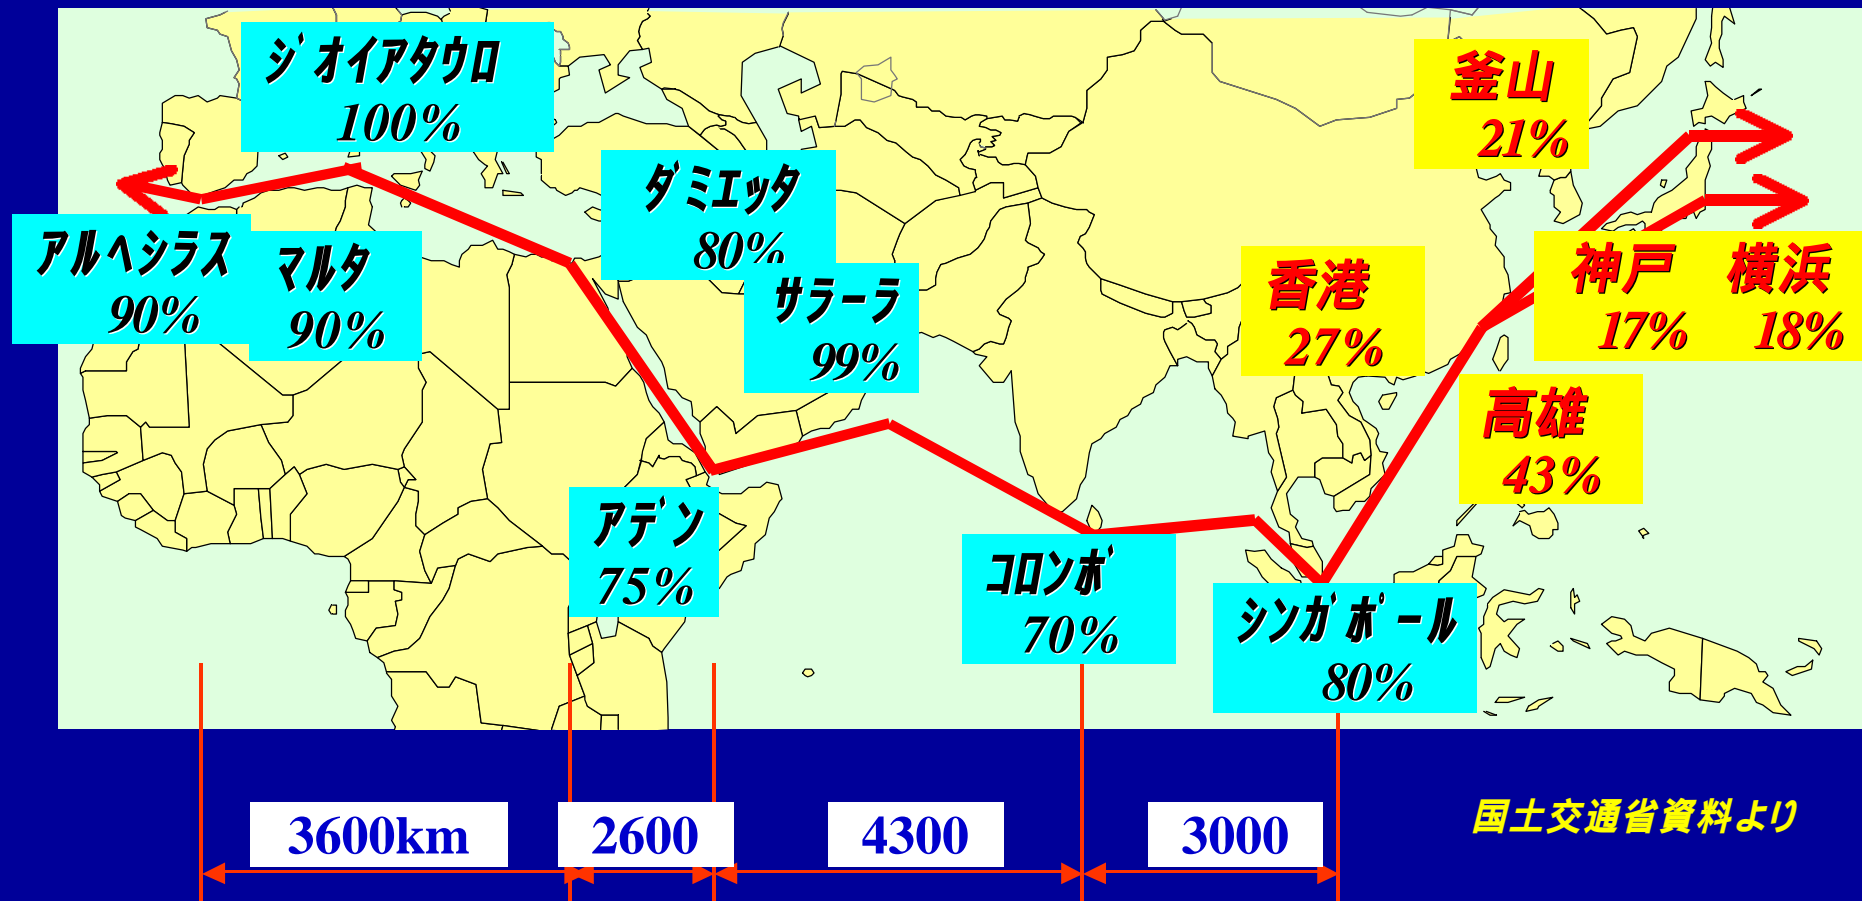 ジオイアタウロ
100%
釜山
21%
ダミエッタ
80%
アルヘシラス
90%
マルタ
90%
サラーラ
99%
香港
27%
神戸 横浜
17% 18%
高雄
43%
アデン
75%
コロンボ
70%
シンガポール
80%
3600km
2600
4300
3000
国土交通省資料より